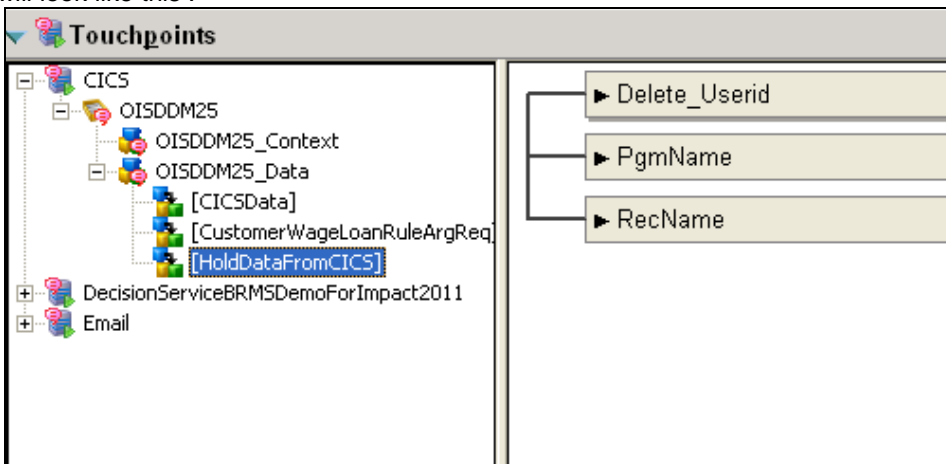 Touchpoints
CICS
OISDDM25
OISDDM25_Context
OISDDM25_Data
[CICSData]
[CustomerWageLoanRuleArgReq]
[HoldDataFromCICS]
DecisionServiceBRMSDemoForImpact2011
Email
Delete_Userid
PgmName
RecName